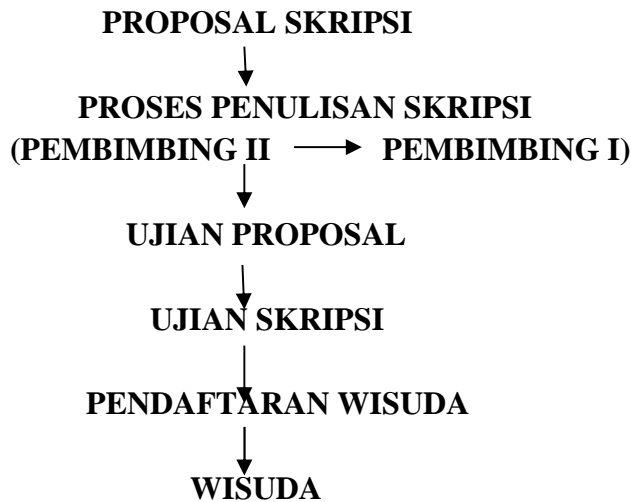 PROPOSAL SKRIPSI
PROSES PENULISAN SKRIPSI
(PEMBIMBING II PEMBIMBING I)
UJIAN PROPOSAL
UJIAN SKRIPSI
PENDAFTARAN WISUDA
WISUDA